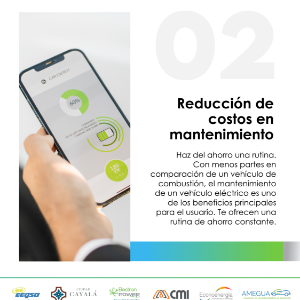 02
Reducción de
costos en
mantenimiento
Haz del ahorro una rutina.
Con menos partes en
comparación de un vehículo de
combustión, el mantenimiento
de un vehículo eléctrico es uno
de los beneficios principales
para el usuario. Te ofrecen una
rutina de ahorro constante.
60%
EEGSA
CAYALÁ
CMI
AMEGUA